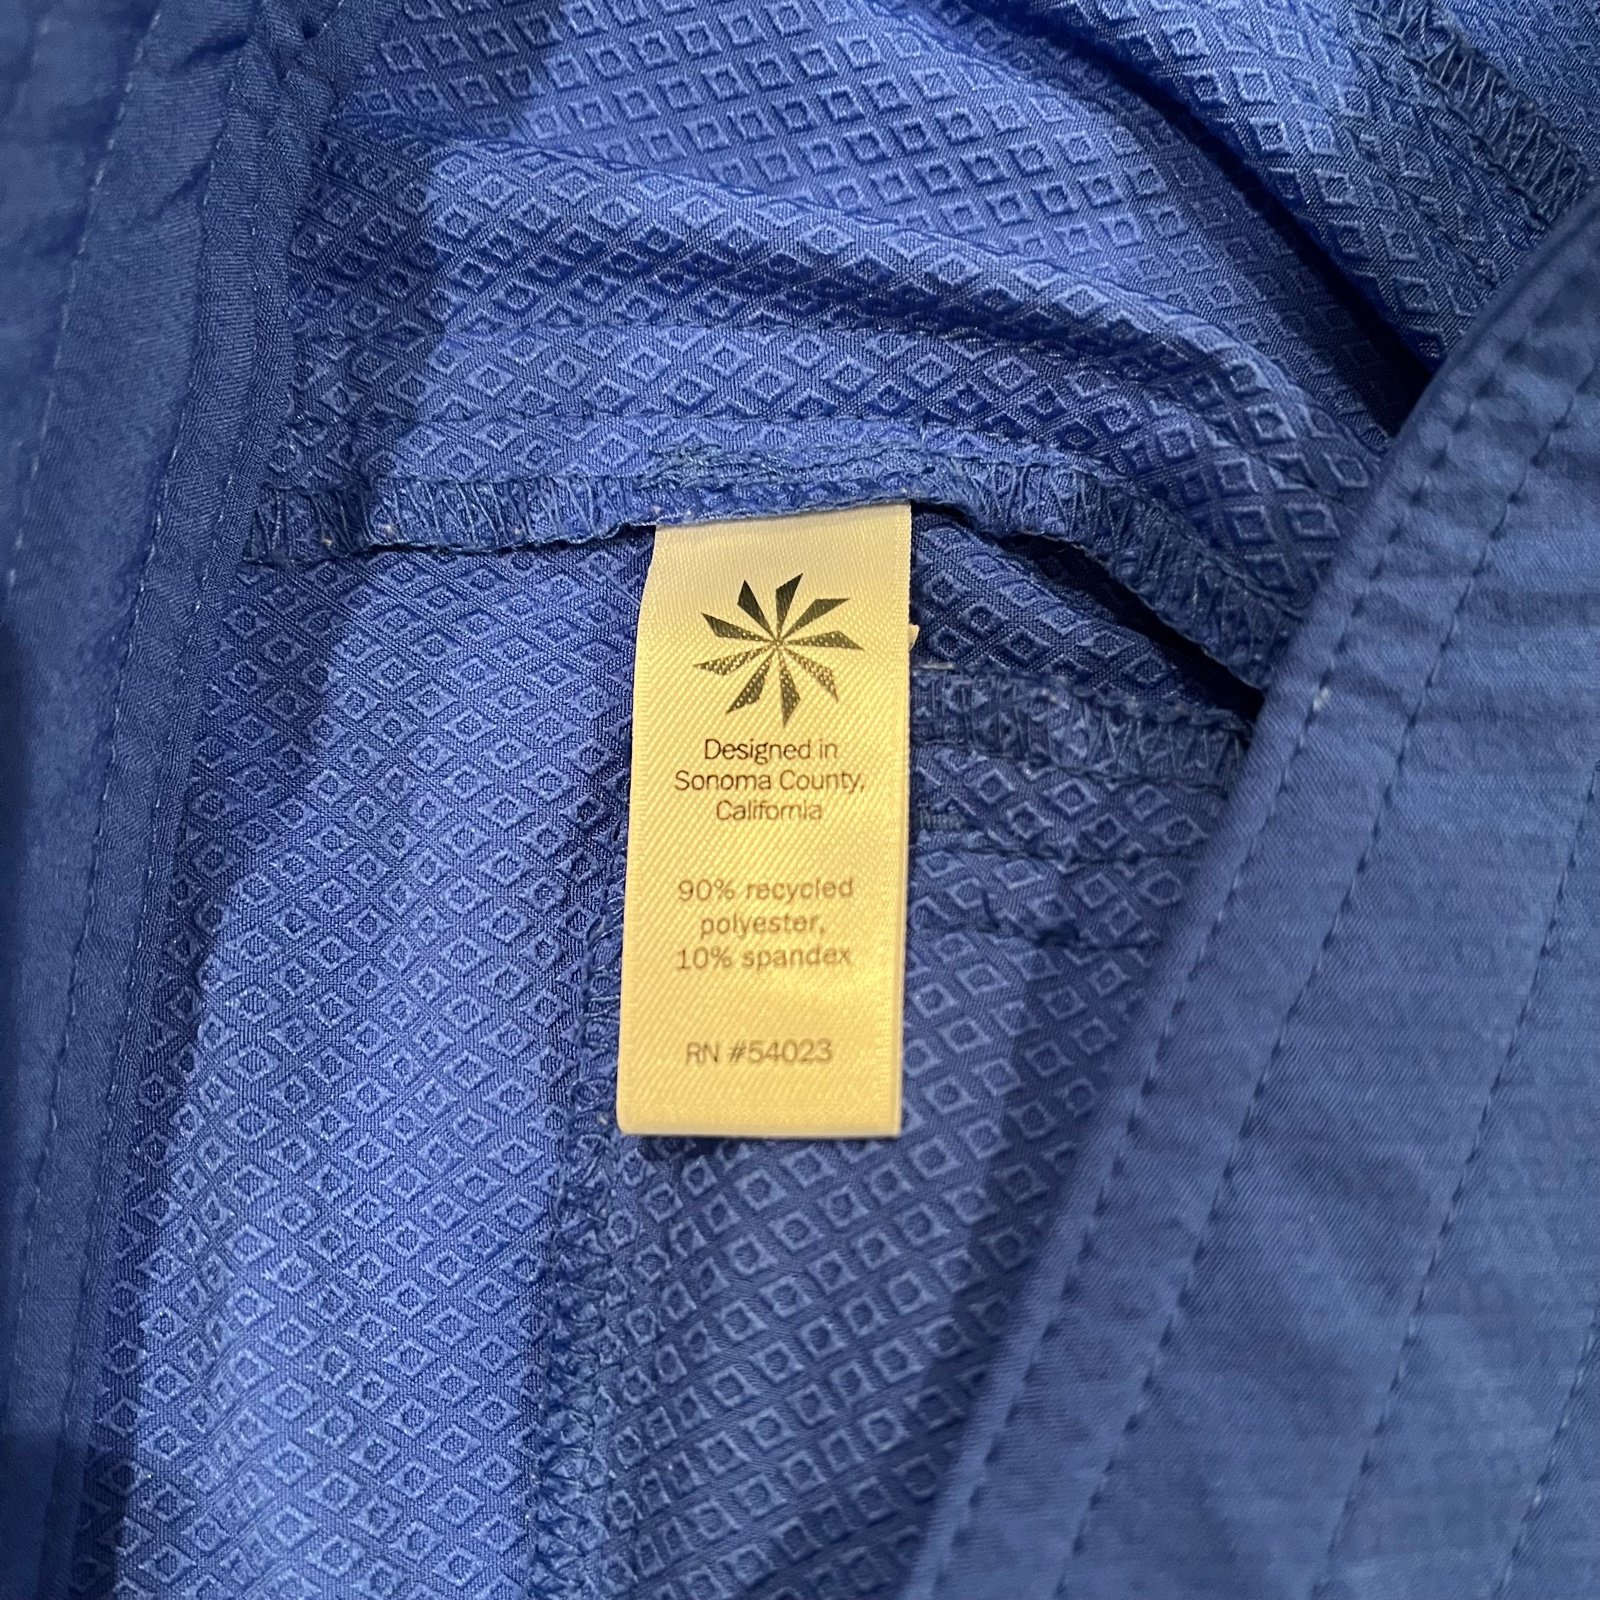 Designed in
Sonoma County,
California
90% recycled
polyester,
10% spandex
RN #54023